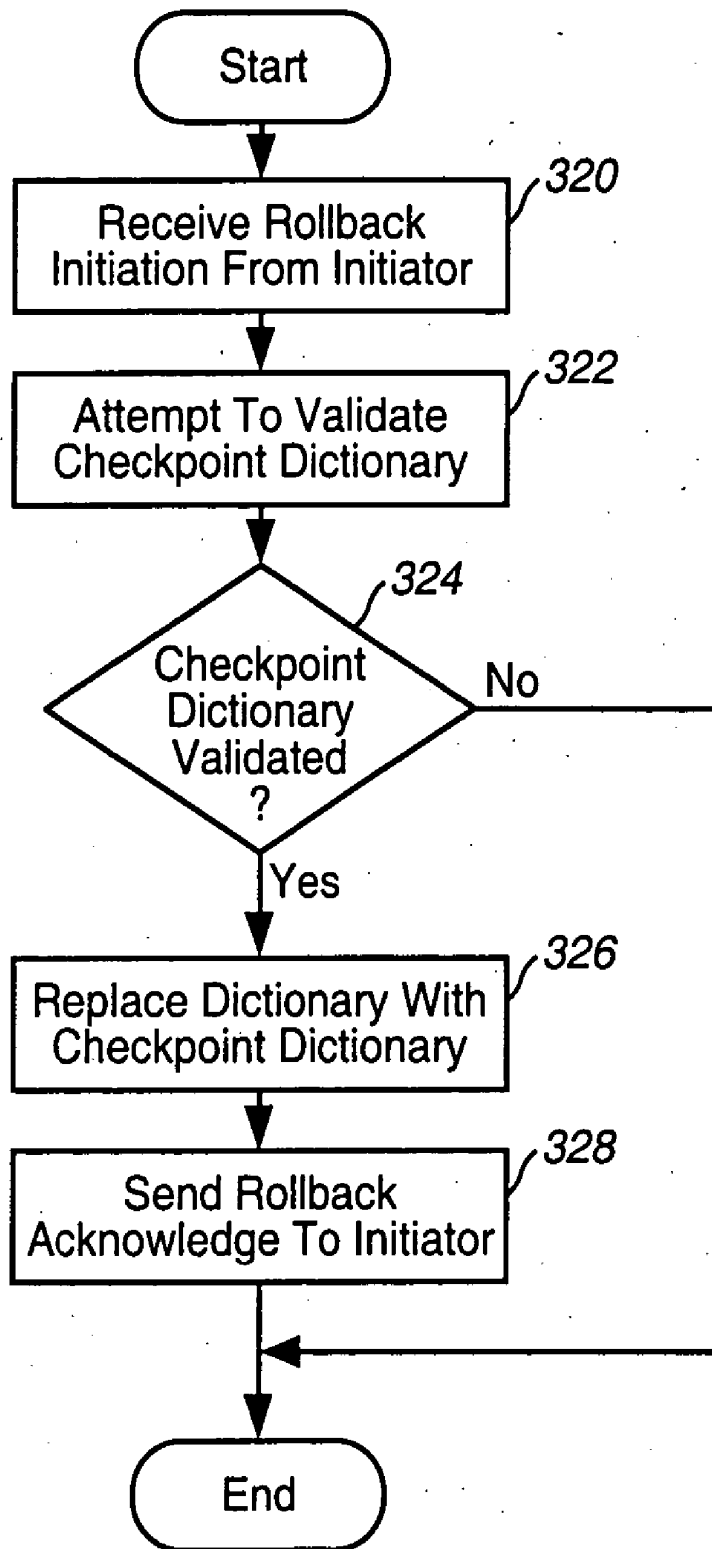 Start
320
Receive Rollback
Initiation From Initiator
322
Attempt To Validate
Checkpoint Dictionary
324
Checkpoint
Dictionary
Validated
?
No
Yes
326
Replace Dictionary With
Checkpoint Dictionary
328
Send Rollback
Acknowledge To Initiator
End